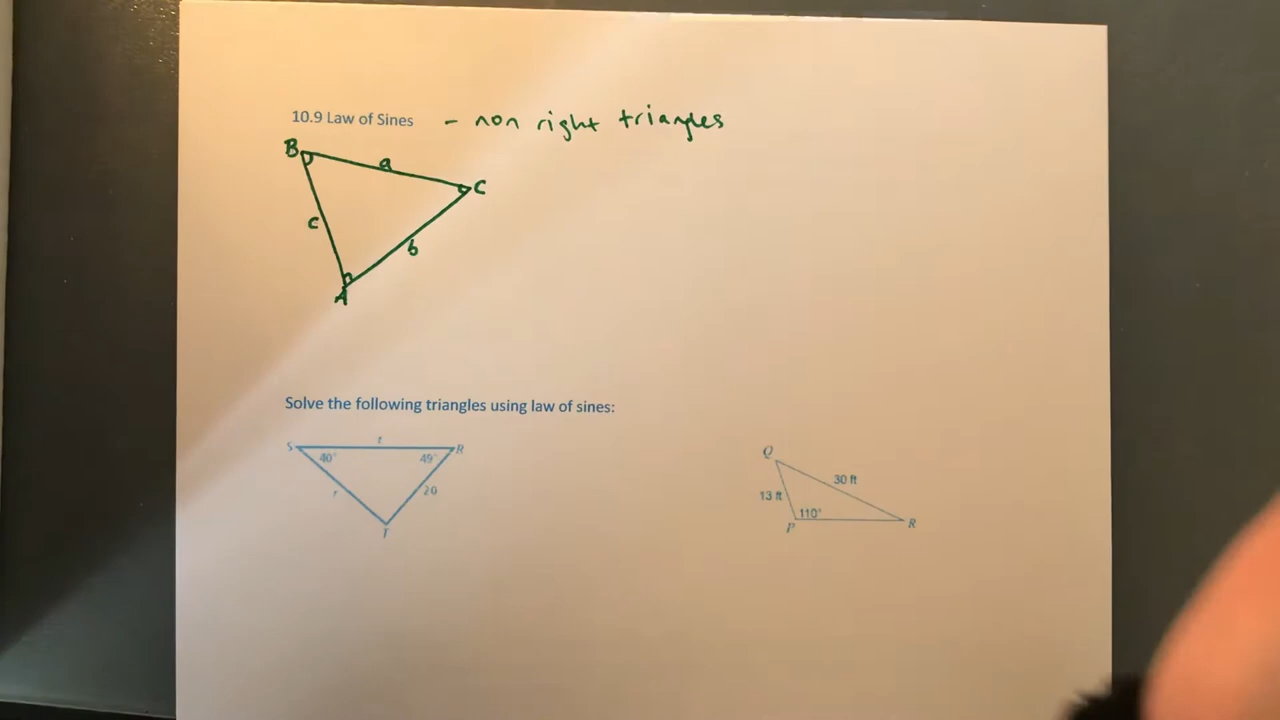 10.9 Law of Sines - non right triangles
B
a
C
c
b
A
Solve the following triangles using law of sines:
S
t
R
40°
49°
r
20
T
Q
30 ft
13 ft
110°
P
R